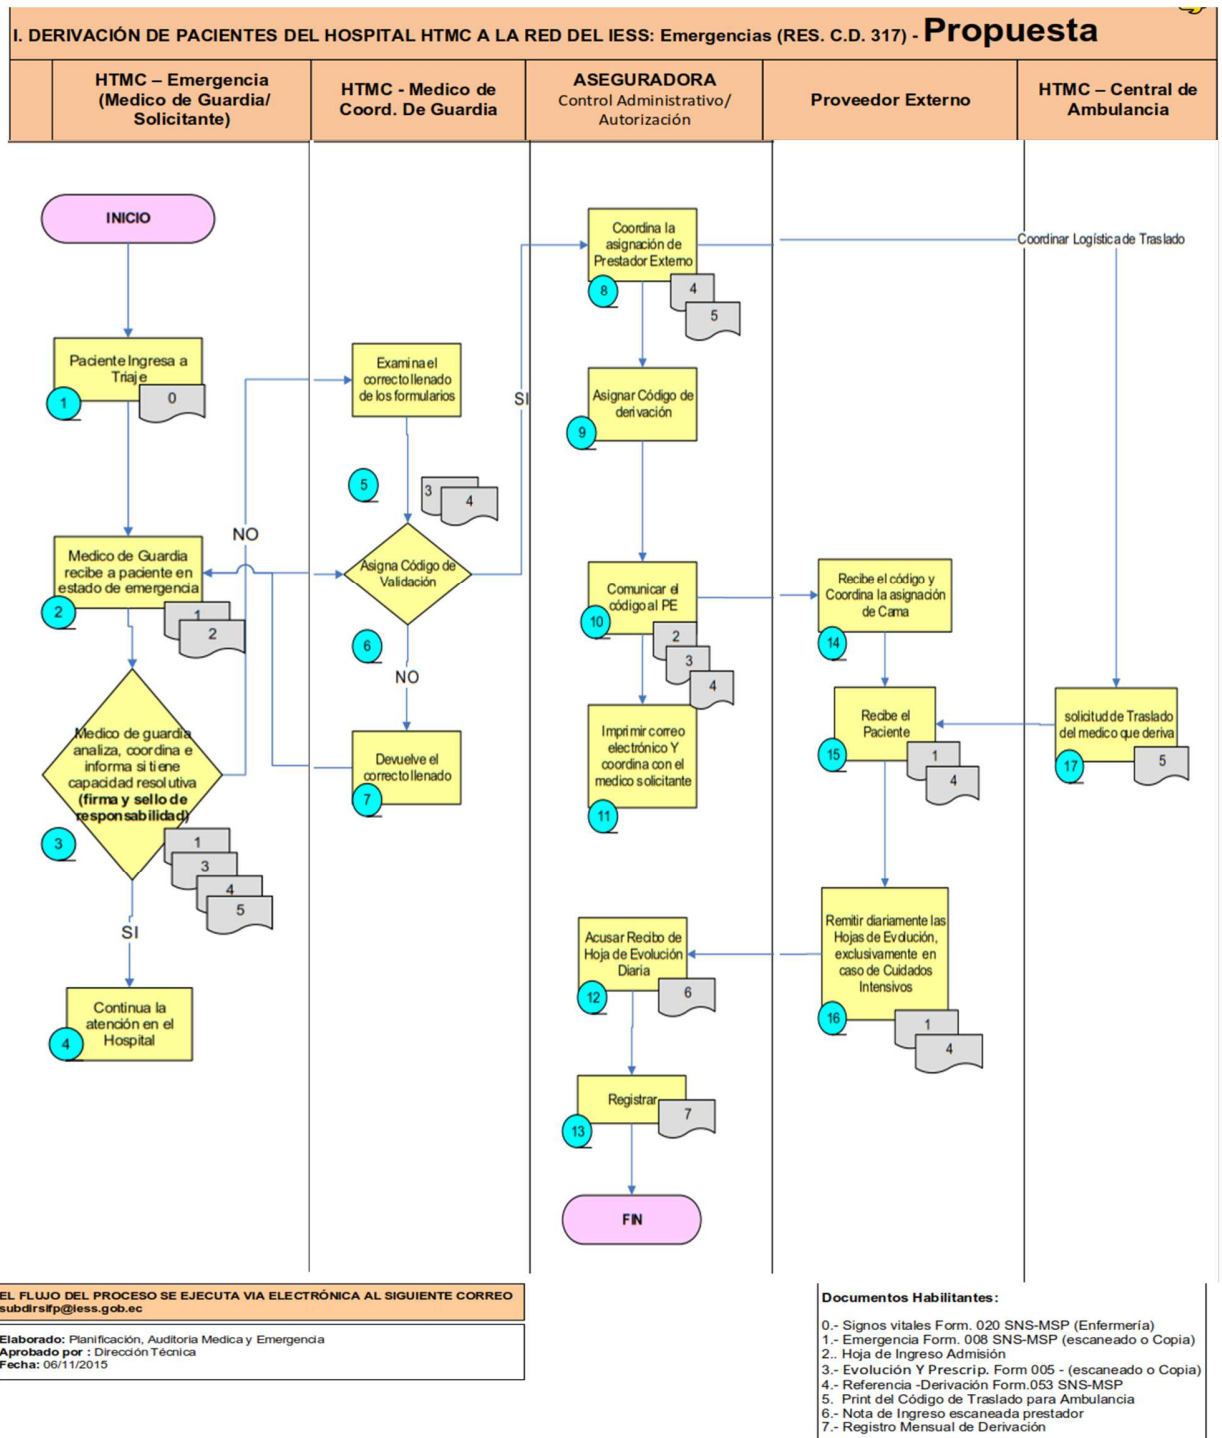 I. DERIVACIÓN DE PACIENTES DEL HOSPITAL HTMC A LA RED DEL IESS: Emergencias (RES. C.D. 317) - Propuesta
HTMC – Emergencia
(Medico de Guardia/
Solicitante)
HTMC - Medico de
Coord. De Guardia
ASEGURADORA
Control Administrativo/
Autorización
Proveedor Externo
HTMC – Central de
Ambulancia
INICIO
Paciente Ingresa a
Triaje
1
0
Medico de Guardia
recibe a paciente en
estado de emergencia
2
1
2
NO
Medico de guardia
analiza, coordina e
informa si tiene
capacidad resolutiva
(firma y sello de
responsabilidad)
3
1
3
4
5
SI
Continua la
atención en el
Hospital
4
Examina el
correcto llenado
de los formularios
5
3
4
Asigna Código de
Validación
6
SI
NO
Devuelve el
correcto llenado
7
Coordina la
asignación de
Prestador Externo
8
4
5
Coordinar Logística de Traslado
Asignar Código de
derivación
9
Comunicar el
código al PE
10
2
3
4
Imprimir correo
electrónico Y
coordina con el
medico solicitante
11
Acusar Recibo de
Hoja de Evolución
Diaria
12
6
Registrar
13
7
FIN
Recibe el código y
Coordina la asignación
de Cama
14
Recibe el
Paciente
15
1
4
Remitir diariamente las
Hojas de Evolución,
exclusivamente en
caso de Cuidados
Intensivos
16
1
4
solicitud de Traslado
del medico que deriva
17
5
EL FLUJO DEL PROCESO SE EJECUTA VIA ELECTRÓNICA AL SIGUIENTE CORREO
subdirsifp@iess.gob.ec
Elaborado: Planificación, Auditoria Medica y Emergencia
Aprobado por : Dirección Técnica
Fecha: 06/11/2015
Documentos Habilitantes:
0.- Signos vitales Form. 020 SNS-MSP (Enfermería)
1.- Emergencia Form. 008 SNS-MSP (escaneado o Copia)
2.. Hoja de Ingreso Admisión
3.- Evolución Y Prescrip. Form 005 - (escaneado o Copia)
4.- Referencia -Derivación Form.053 SNS-MSP
5. Print del Código de Traslado para Ambulancia
6.- Nota de Ingreso escaneada prestador
7.- Registro Mensual de Derivación